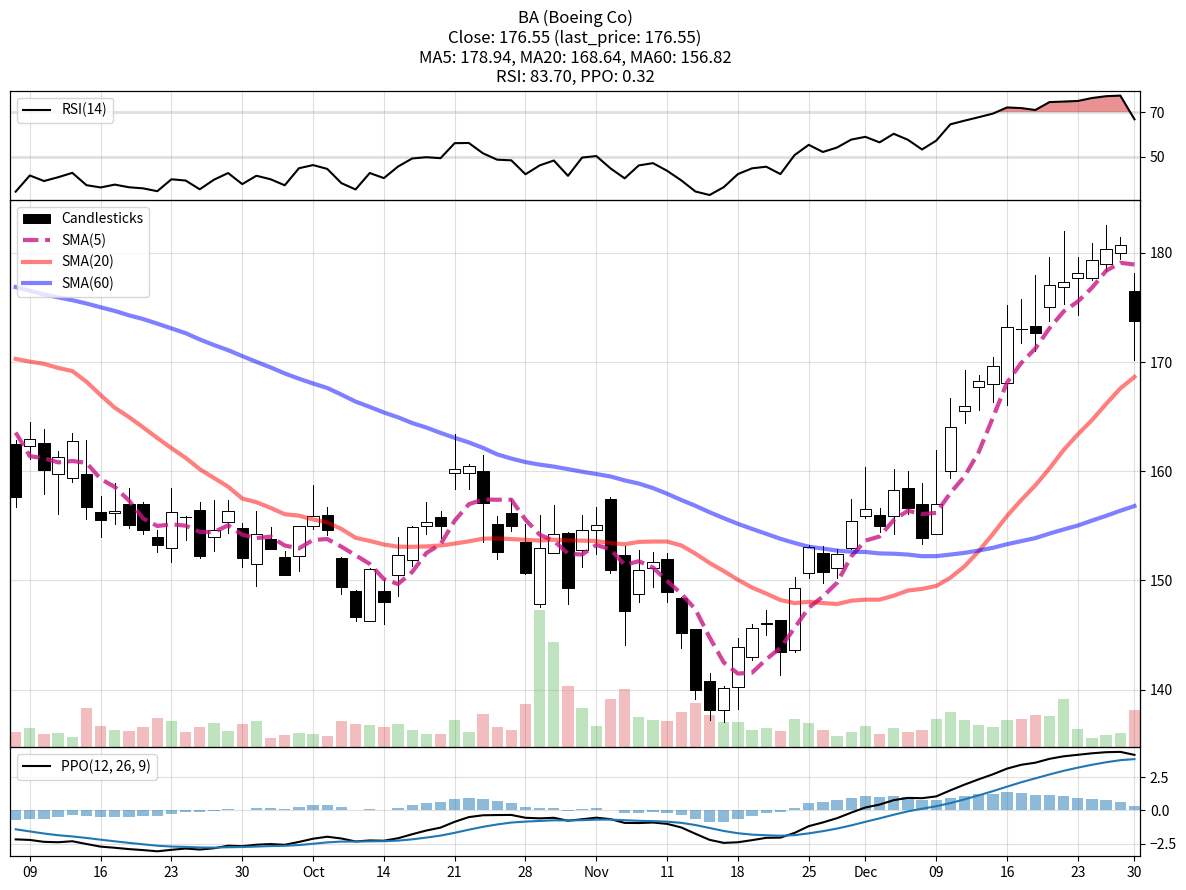 BA (Boeing Co)
Close: 176.55 (last_price: 176.55)
MA5: 178.94, MA20: 168.64, MA60: 156.82
RSI: 83.70, PPO: 0.32
RSI(14)
70
50
Candlesticks
SMA(5)
SMA(20)
SMA(60)
180
170
160
150
140
PPO(12, 26, 9)
2.5
0.0
−2.5
09 16 23 30 Oct 14 21 28 Nov 11 18 25 Dec 09 16 23 30